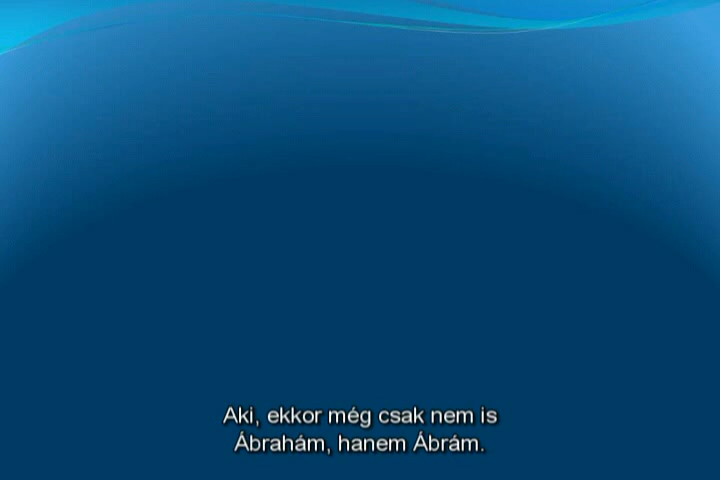 Aki, ekkor még csak nem is
Ábrahám, hanem Ábrám.